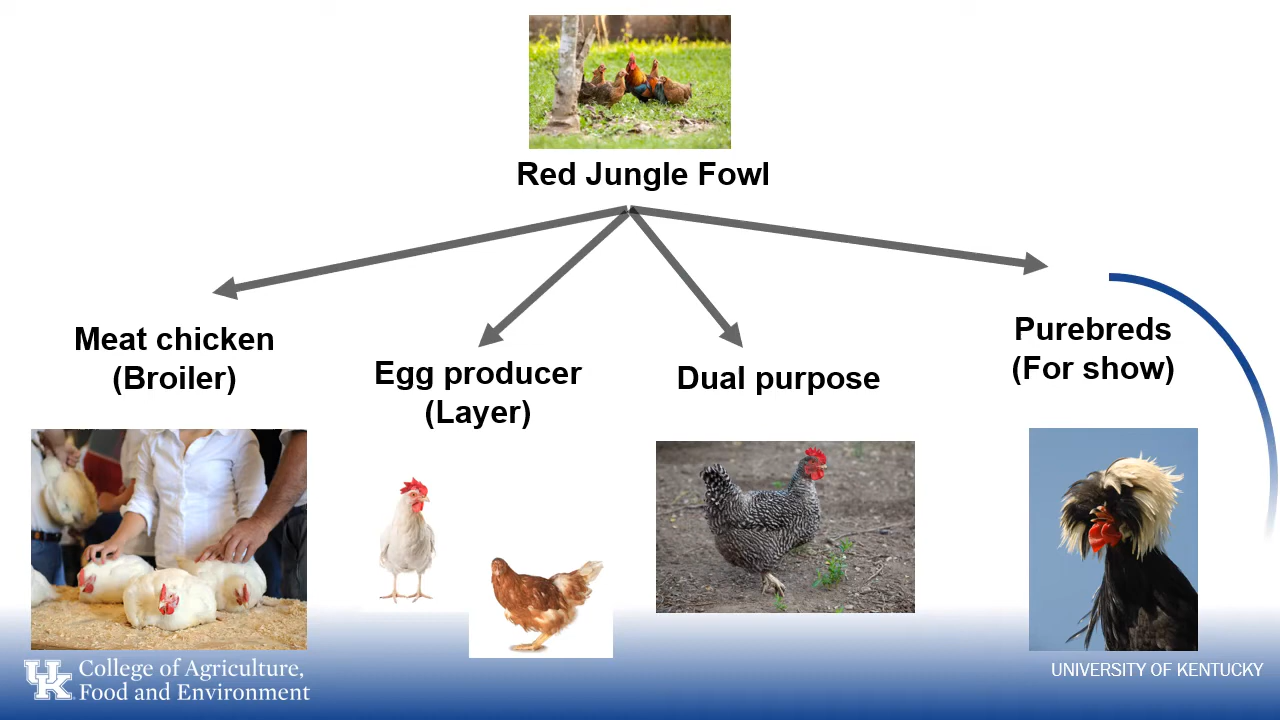 Red Jungle Fowl
Meat chicken
(Broiler)
Egg producer
(Layer)
Dual purpose
Purebreds
(For show)
UK
College of Agriculture,
Food and Environment
UNIVERSITY OF KENTUCKY